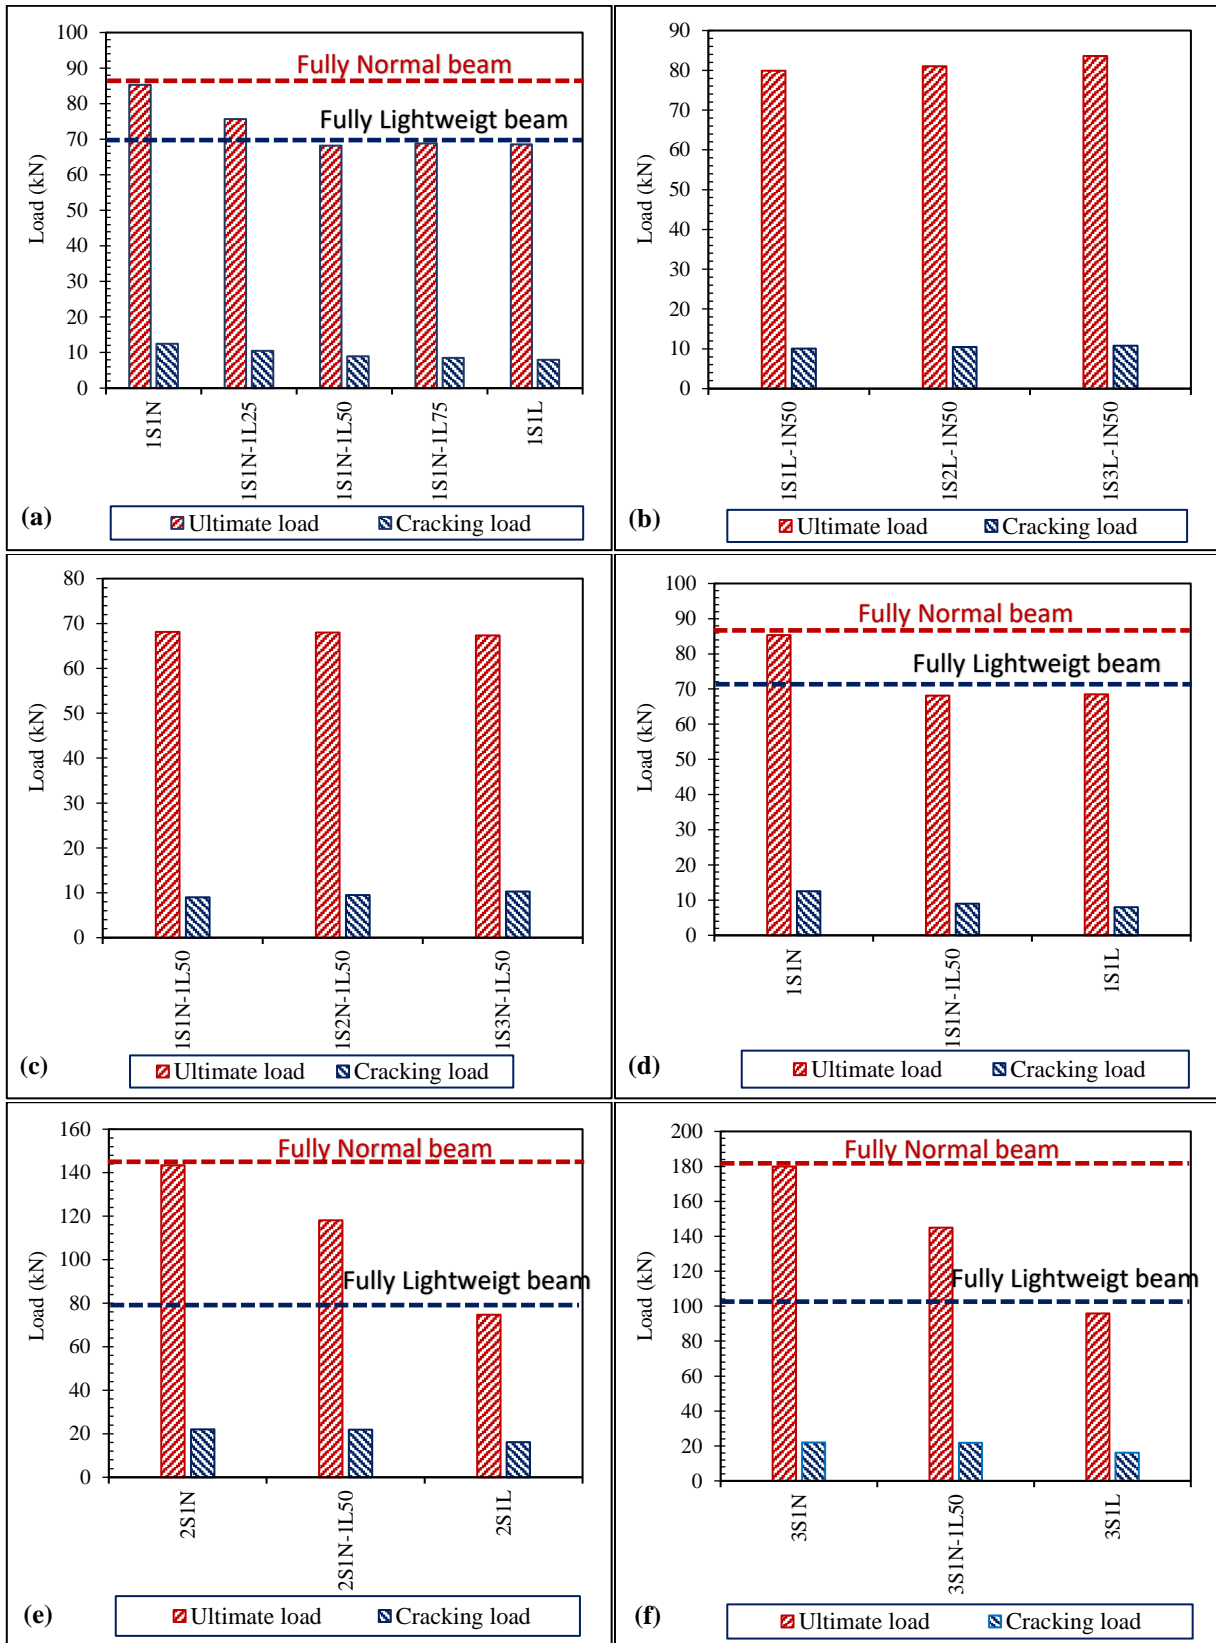 100
90
80
70
60
50
40
30
20
10
0
Load (kN)
Fully Normal beam
Fully Lightweigt beam
1S1N
1S1N-1L25
1S1N-1L50
1S1N-1L75
1S1L
(a)
Ultimate load
Cracking load
90
80
70
60
50
40
30
20
10
0
Load (kN)
1S1L-1N50
1S2L-1N50
1S3L-1N50
(b)
Ultimate load
Cracking load
80
70
60
50
40
30
20
10
0
Load (kN)
1S1N-1L50
1S2N-1L50
1S3N-1L50
(c)
Ultimate load
Cracking load
100
90
80
70
60
50
40
30
20
10
0
Load (kN)
Fully Normal beam
Fully Lightweigt beam
1S1N
1S1N-1L50
1S1L
(d)
Ultimate load
Cracking load
160
140
120
100
80
60
40
20
0
Load (kN)
Fully Normal beam
Fully Lightweigt beam
2S1N
2S1N-1L50
2S1L
(e)
Ultimate load
Cracking load
200
180
160
140
120
100
80
60
40
20
0
Load (kN)
Fully Normal beam
Fully Lightweigt beam
3S1N
3S1N-1L50
3S1L
(f)
Ultimate load
Cracking load